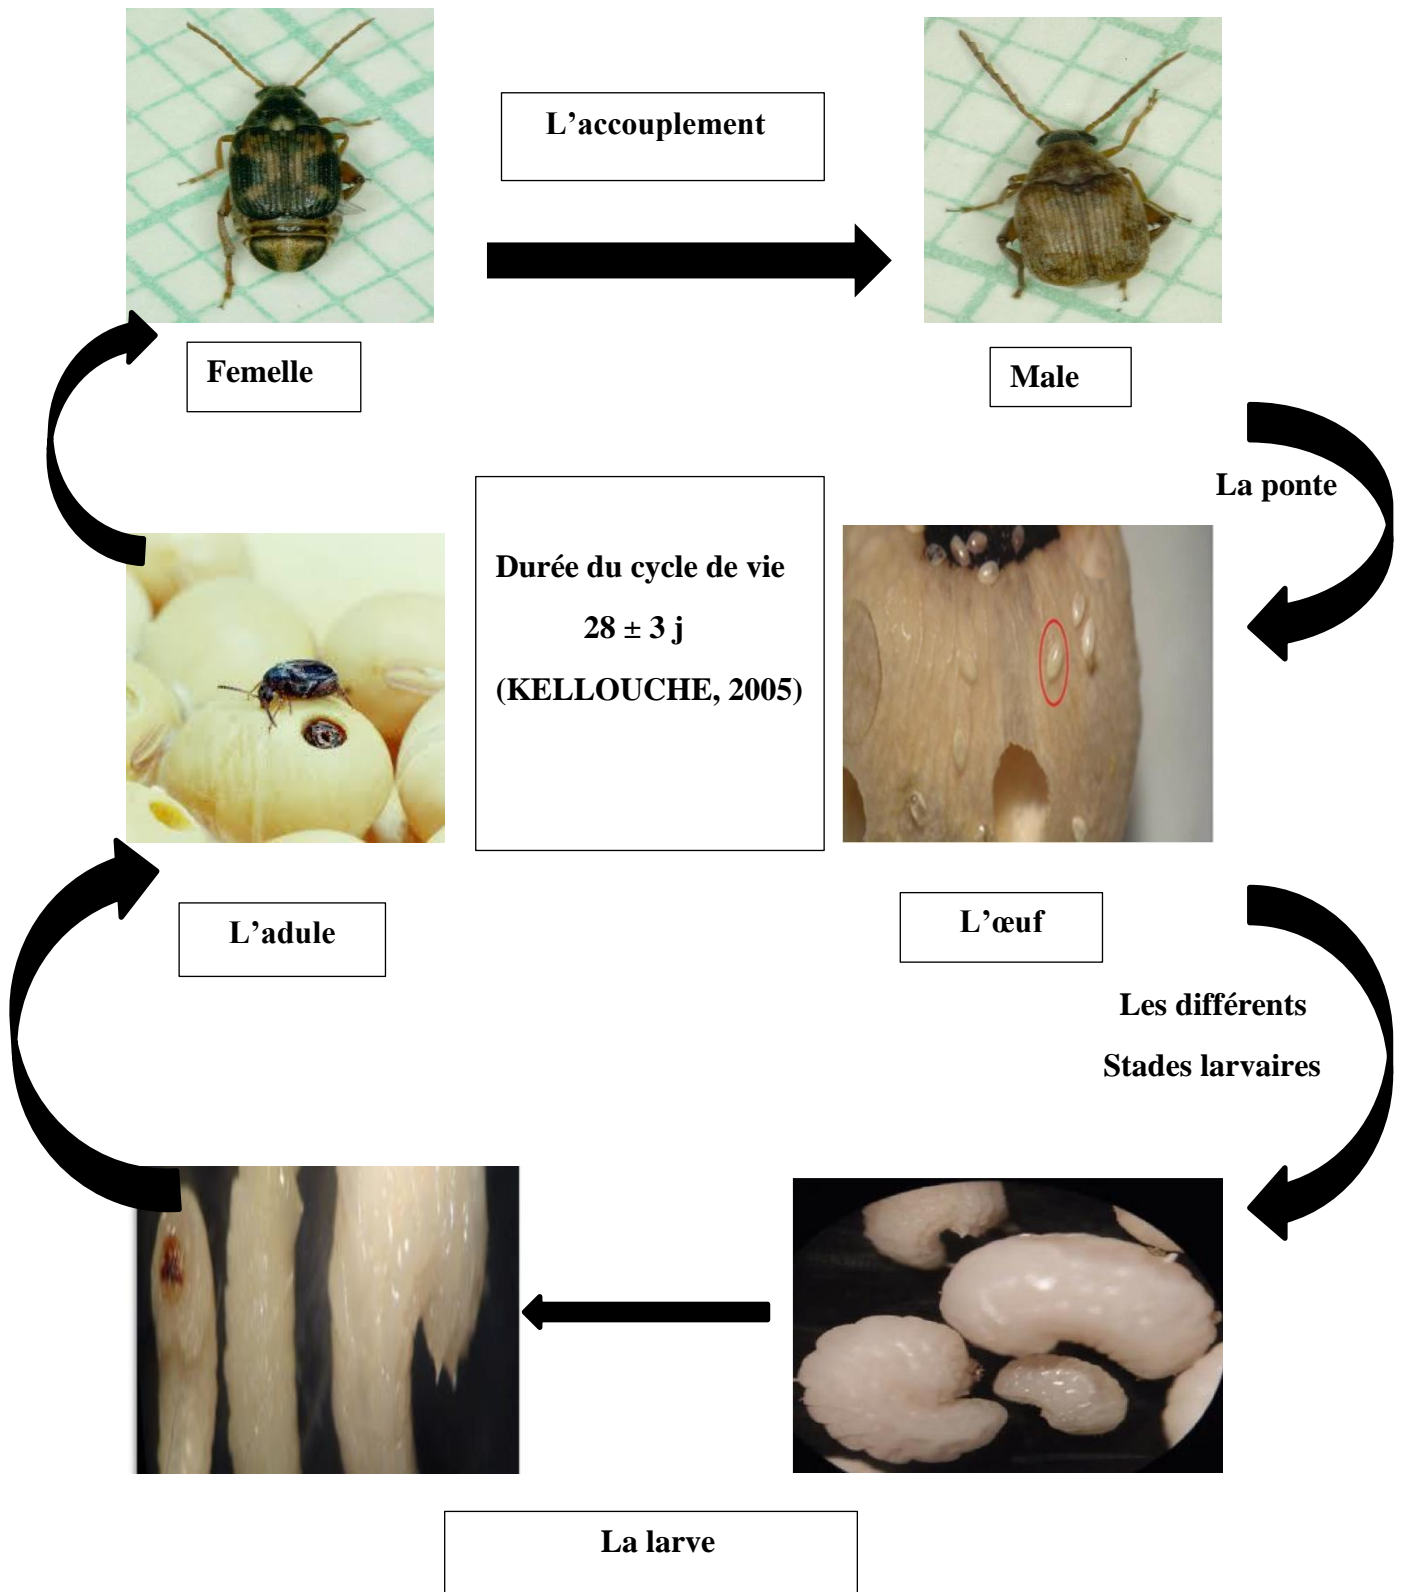 L’accouplement
Femelle
Male
La ponte
Durée du cycle de vie
28 ± 3 j
(KELLOUCHE, 2005)
L’adule
L’œuf
Les différents
Stades larvaires
La larve